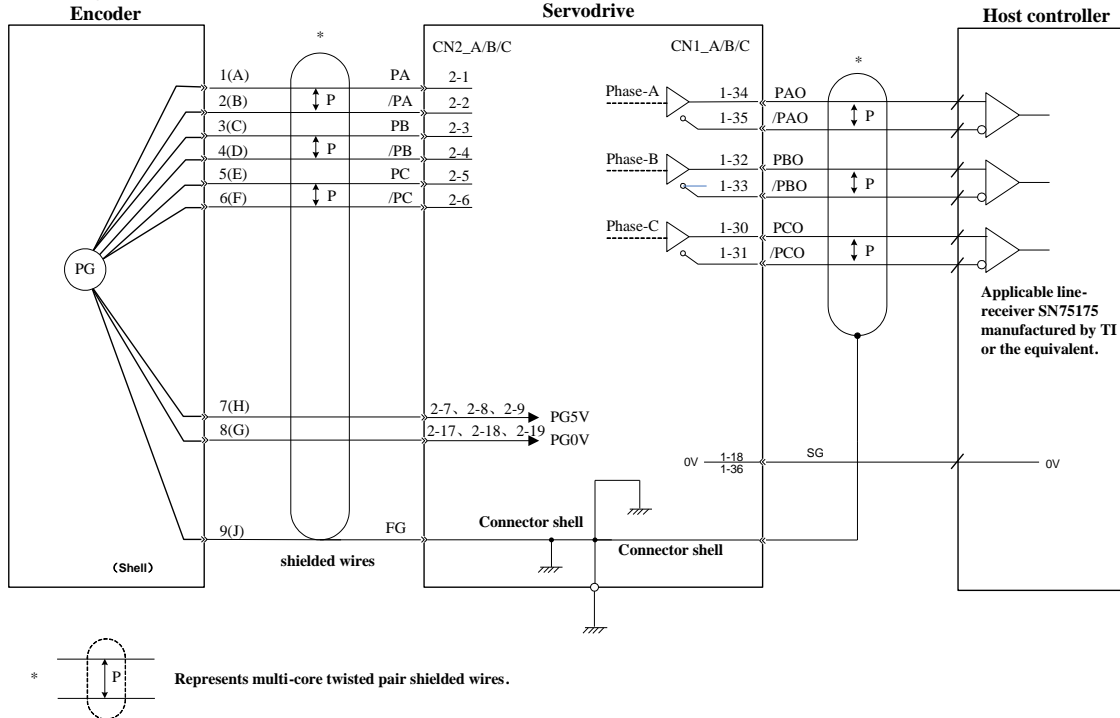 Encoder
Servodrive
Host controller
*
CN2_A/B/C
CN1_A/B/C
*
1(A)
PA
2-1
P
2(B)
/PA
2-2
3(C)
PB
2-3
P
4(D)
/PB
2-4
5(E)
PC
2-5
P
6(F)
/PC
2-6
PG
Phase-A
1-34
PAO
P
1-35
/PAO
Phase-B
1-32
PBO
P
1-33
/PBO
Phase-C
1-30
PCO
P
1-31
/PCO
Applicable line-
receiver SN75175
manufactured by TI
or the equivalent.
7(H)
2-7、2-8、2-9
PG5V
8(G)
2-17、2-18、2-19
PG0V
0V
1-18
1-36
SG
0V
9(J)
FG
Connector shell
Connector shell
shielded wires
(Shell)
*
P
Represents multi-core twisted pair shielded wires.